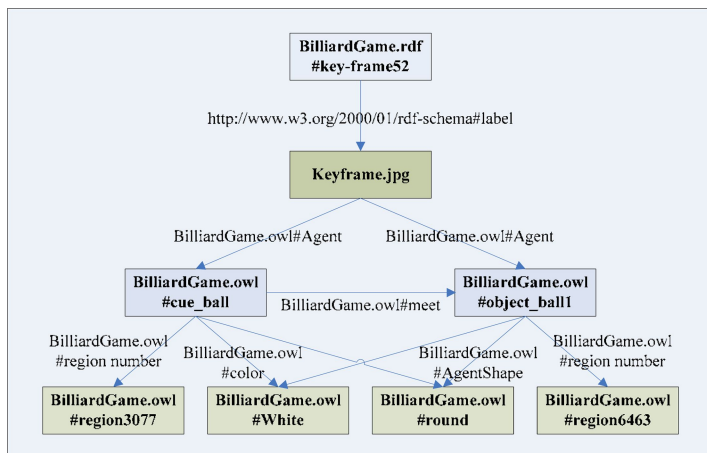 BilliardGame.rdf
#key-frame52
http://www.w3.org/2000/01/rdf-schema#label
Keyframe.jpg
BilliardGame.owl#Agent
BilliardGame.owl#Agent
BilliardGame.owl
#cue_ball
BilliardGame.owl#meet
BilliardGame.owl
#object_ball1
BilliardGame.owl
#region number
BilliardGame.owl
#color
BilliardGame.owl
#AgentShape
BilliardGame.owl
#region number
BilliardGame.owl
#region3077
BilliardGame.owl
#White
BilliardGame.owl
#round
BilliardGame.owl
#region6463